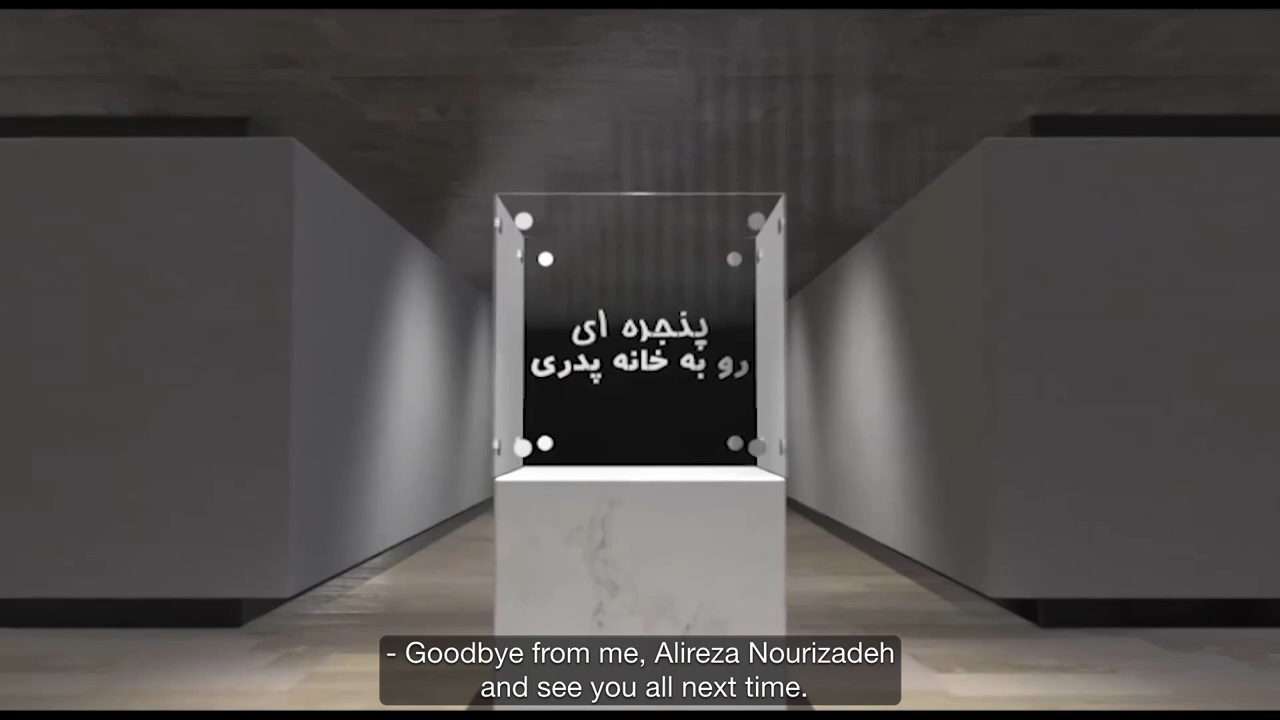 پنجره ای
رو به خانه پدری
- Goodbye from me, Alireza Nourizadeh
and see you all next time.